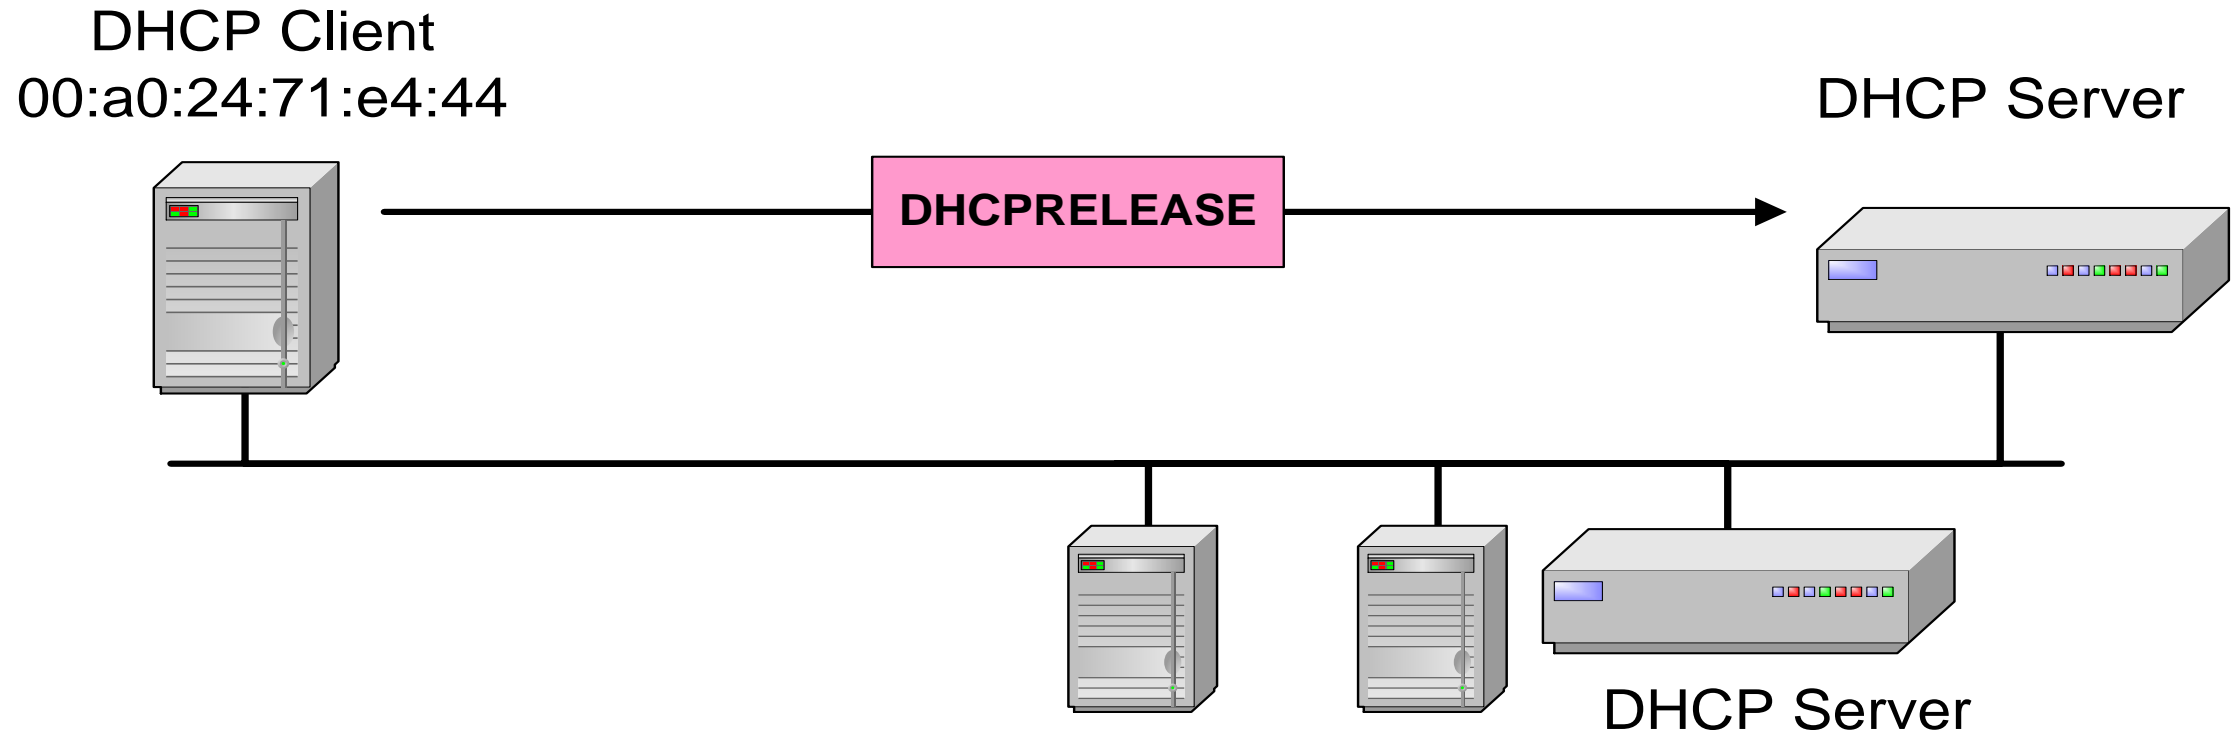 DHCP Client
00:a0:24:71:e4:44
DHCP Server
DHCPRELEASE
DHCP Server